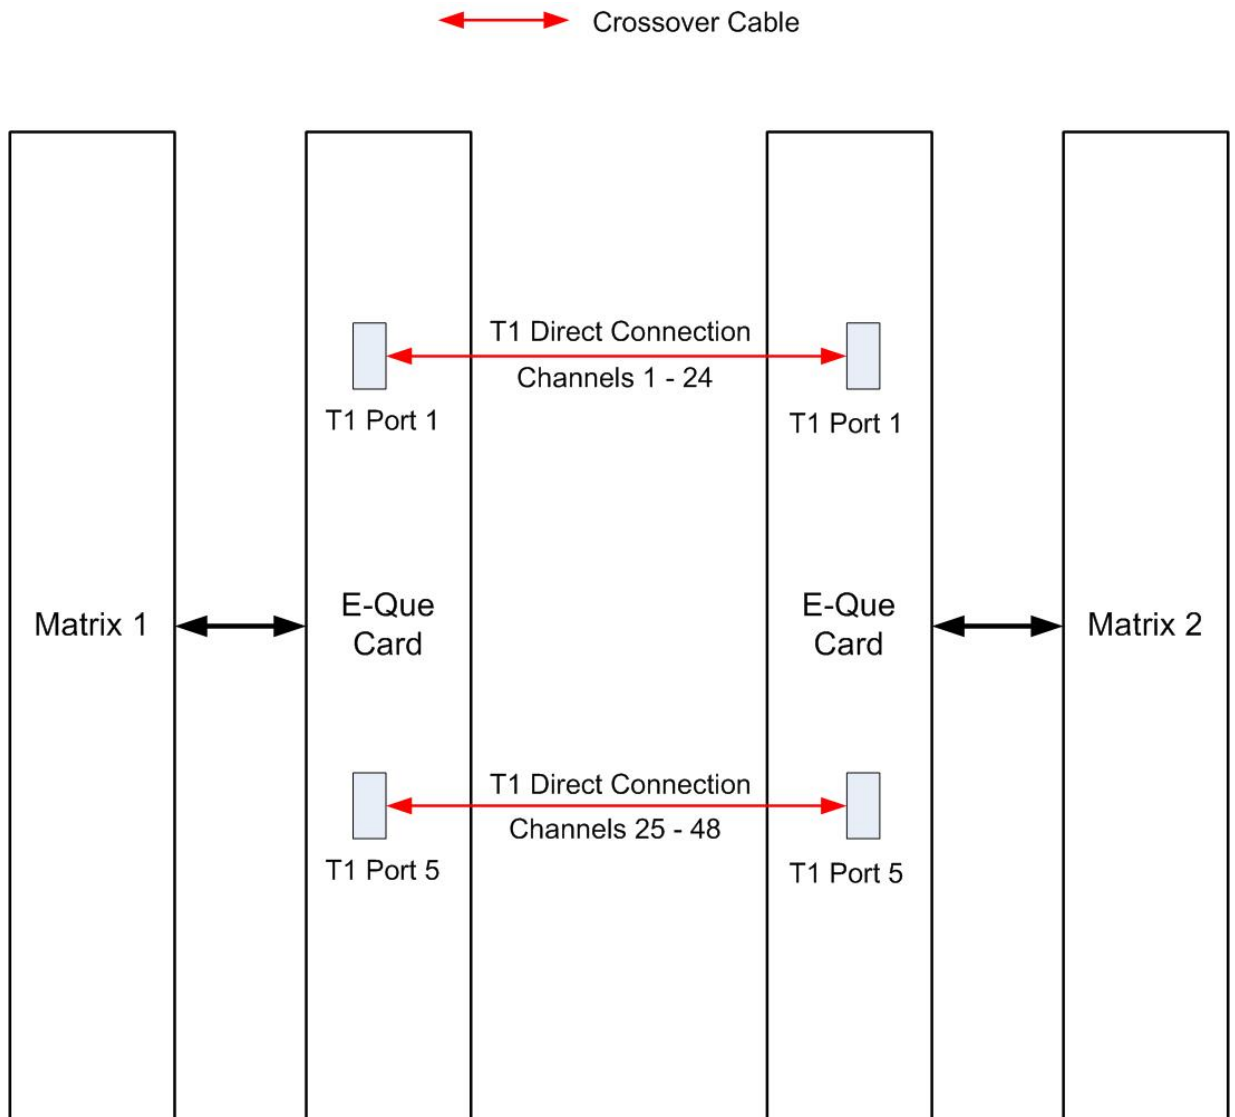 Crossover Cable
T1 Direct Connection
Channels 1 - 24
T1 Port 1
T1 Port 1
Matrix 1
E-Que
Card
E-Que
Card
Matrix 2
T1 Direct Connection
Channels 25 - 48
T1 Port 5
T1 Port 5